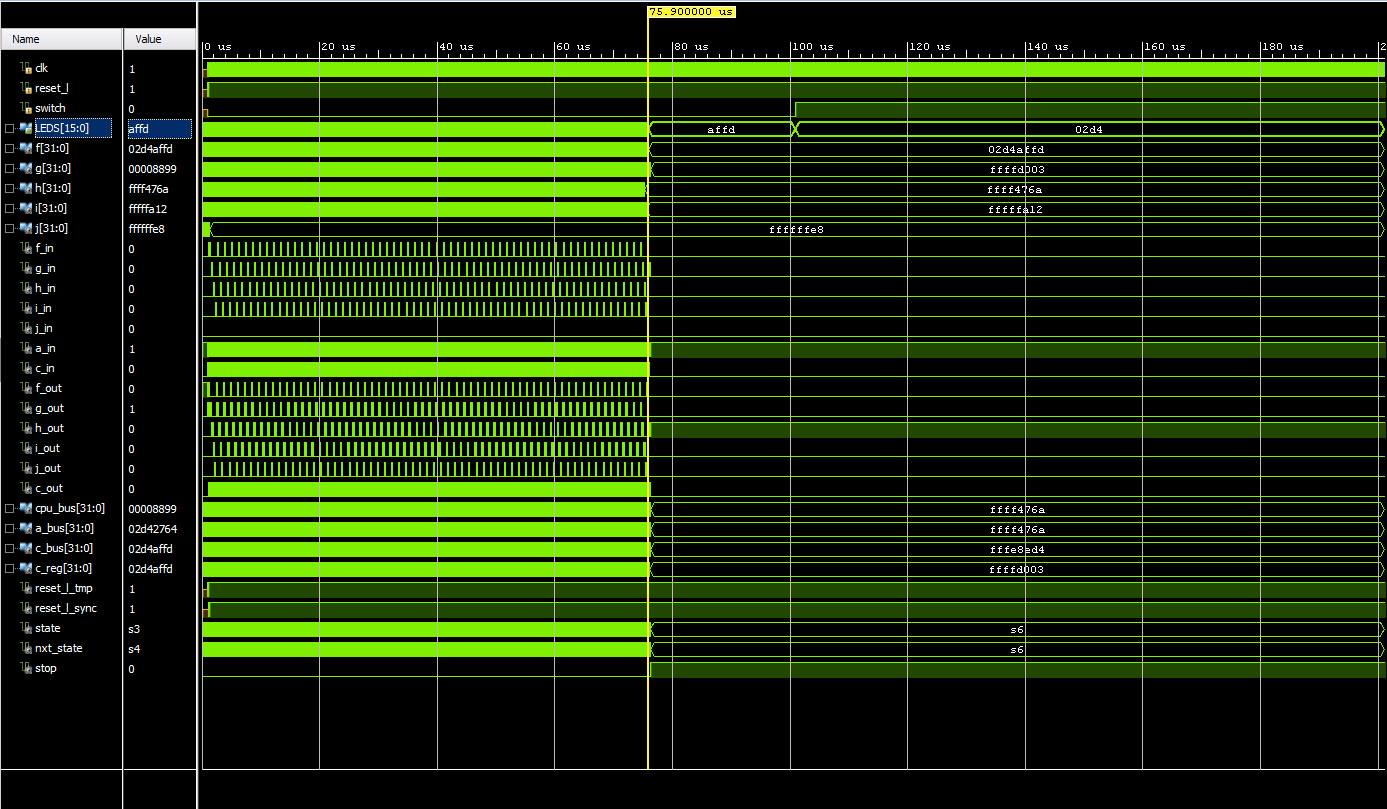 75.900000 us
Name Value
0 us 20 us 40 us 60 us 80 us 100 us 120 us 140 us 160 us 180 us 2
clk 1
reset_l 1
switch 0
LEDS[15:0] affd affd 02d4
f[31:0] 02d4affd 02d4affd
g[31:0] 00008899 ffffd003
h[31:0] ffff476a ffff476a
i[31:0] fffffa12 fffffa12
j[31:0] ffffffe8 ffffffe8
f_in 0
g_in 0
h_in 0
i_in 0
j_in 0
a_in 1
c_in 0
f_out 0
g_out 1
h_out 0
i_out 0
j_out 0
c_out 0
cpu_bus[31:0] 00008899 ffff476a
a_bus[31:0] 02d42764 ffff476a
c_bus[31:0] 02d4affd fffe8ed4
c_reg[31:0] 02d4affd ffffd003
reset_l_tmp 1
reset_l_sync 1
state s3 s6
nxt_state s4 s6
stop 0